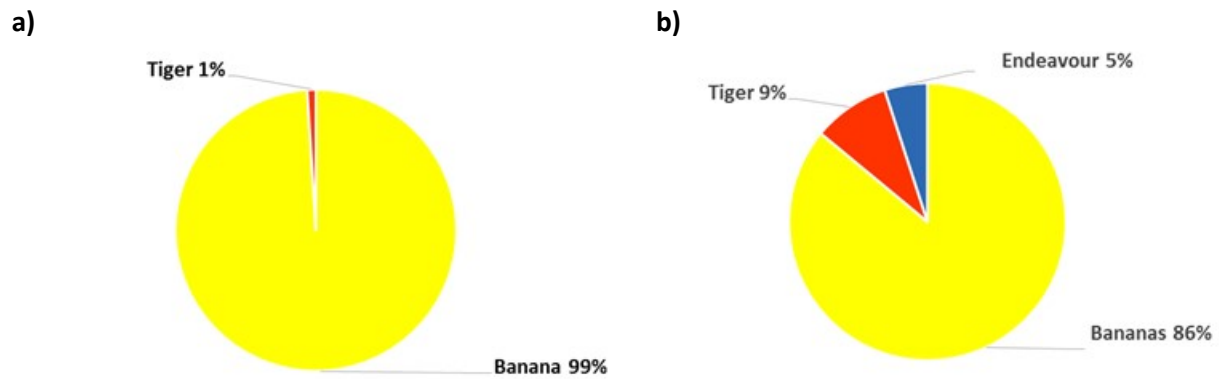 a)
Tiger 1%
Banana 99%
b)
Endeavour 5%
Tiger 9%
Bananas 86%